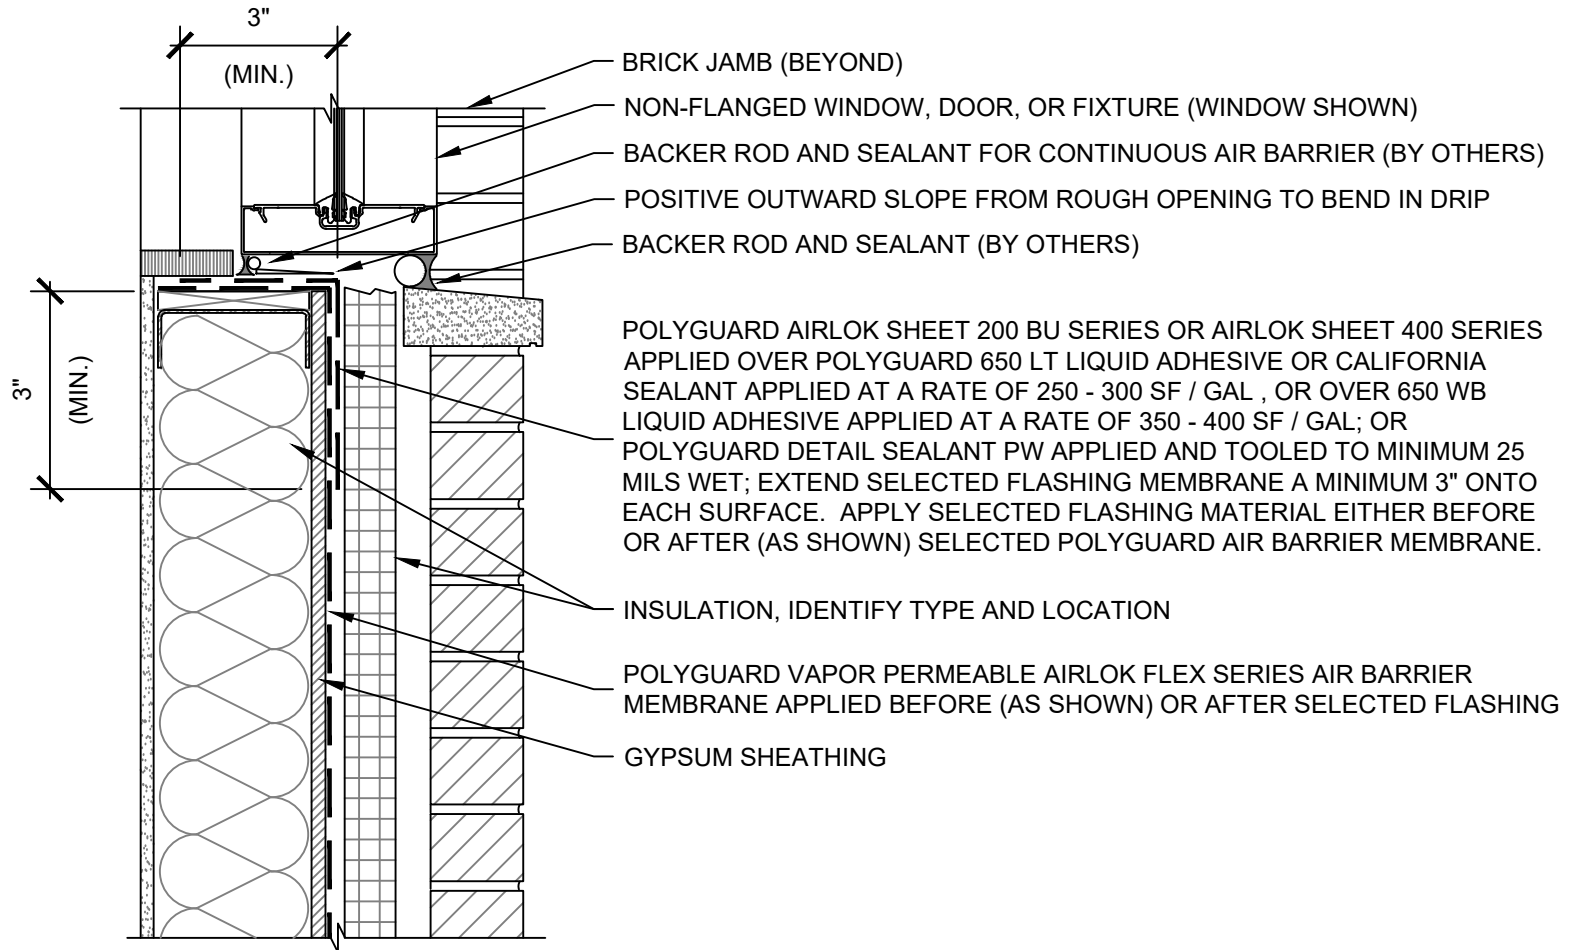 3"
(MIN.)
BRICK JAMB (BEYOND)
NON-FLANGED WINDOW, DOOR, OR FIXTURE (WINDOW SHOWN)
BACKER ROD AND SEALANT FOR CONTINUOUS AIR BARRIER (BY OTHERS)
POSITIVE OUTWARD SLOPE FROM ROUGH OPENING TO BEND IN DRIP
BACKER ROD AND SEALANT (BY OTHERS)
3"
(MIN.)
POLYGUARD AIRLOK SHEET 200 BU SERIES OR AIRLOK SHEET 400 SERIES
APPLIED OVER POLYGUARD 650 LT LIQUID ADHESIVE OR CALIFORNIA
SEALANT APPLIED AT A RATE OF 250 - 300 SF / GAL , OR OVER 650 WB
LIQUID ADHESIVE APPLIED AT A RATE OF 350 - 400 SF / GAL; OR
POLYGUARD DETAIL SEALANT PW APPLIED AND TOOLED TO MINIMUM 25
MILS WET; EXTEND SELECTED FLASHING MEMBRANE A MINIMUM 3" ONTO
EACH SURFACE.  APPLY SELECTED FLASHING MATERIAL EITHER BEFORE
OR AFTER (AS SHOWN) SELECTED POLYGUARD AIR BARRIER MEMBRANE.
INSULATION, IDENTIFY TYPE AND LOCATION
POLYGUARD VAPOR PERMEABLE AIRLOK FLEX SERIES AIR BARRIER
MEMBRANE APPLIED BEFORE (AS SHOWN) OR AFTER SELECTED FLASHING
GYPSUM SHEATHING